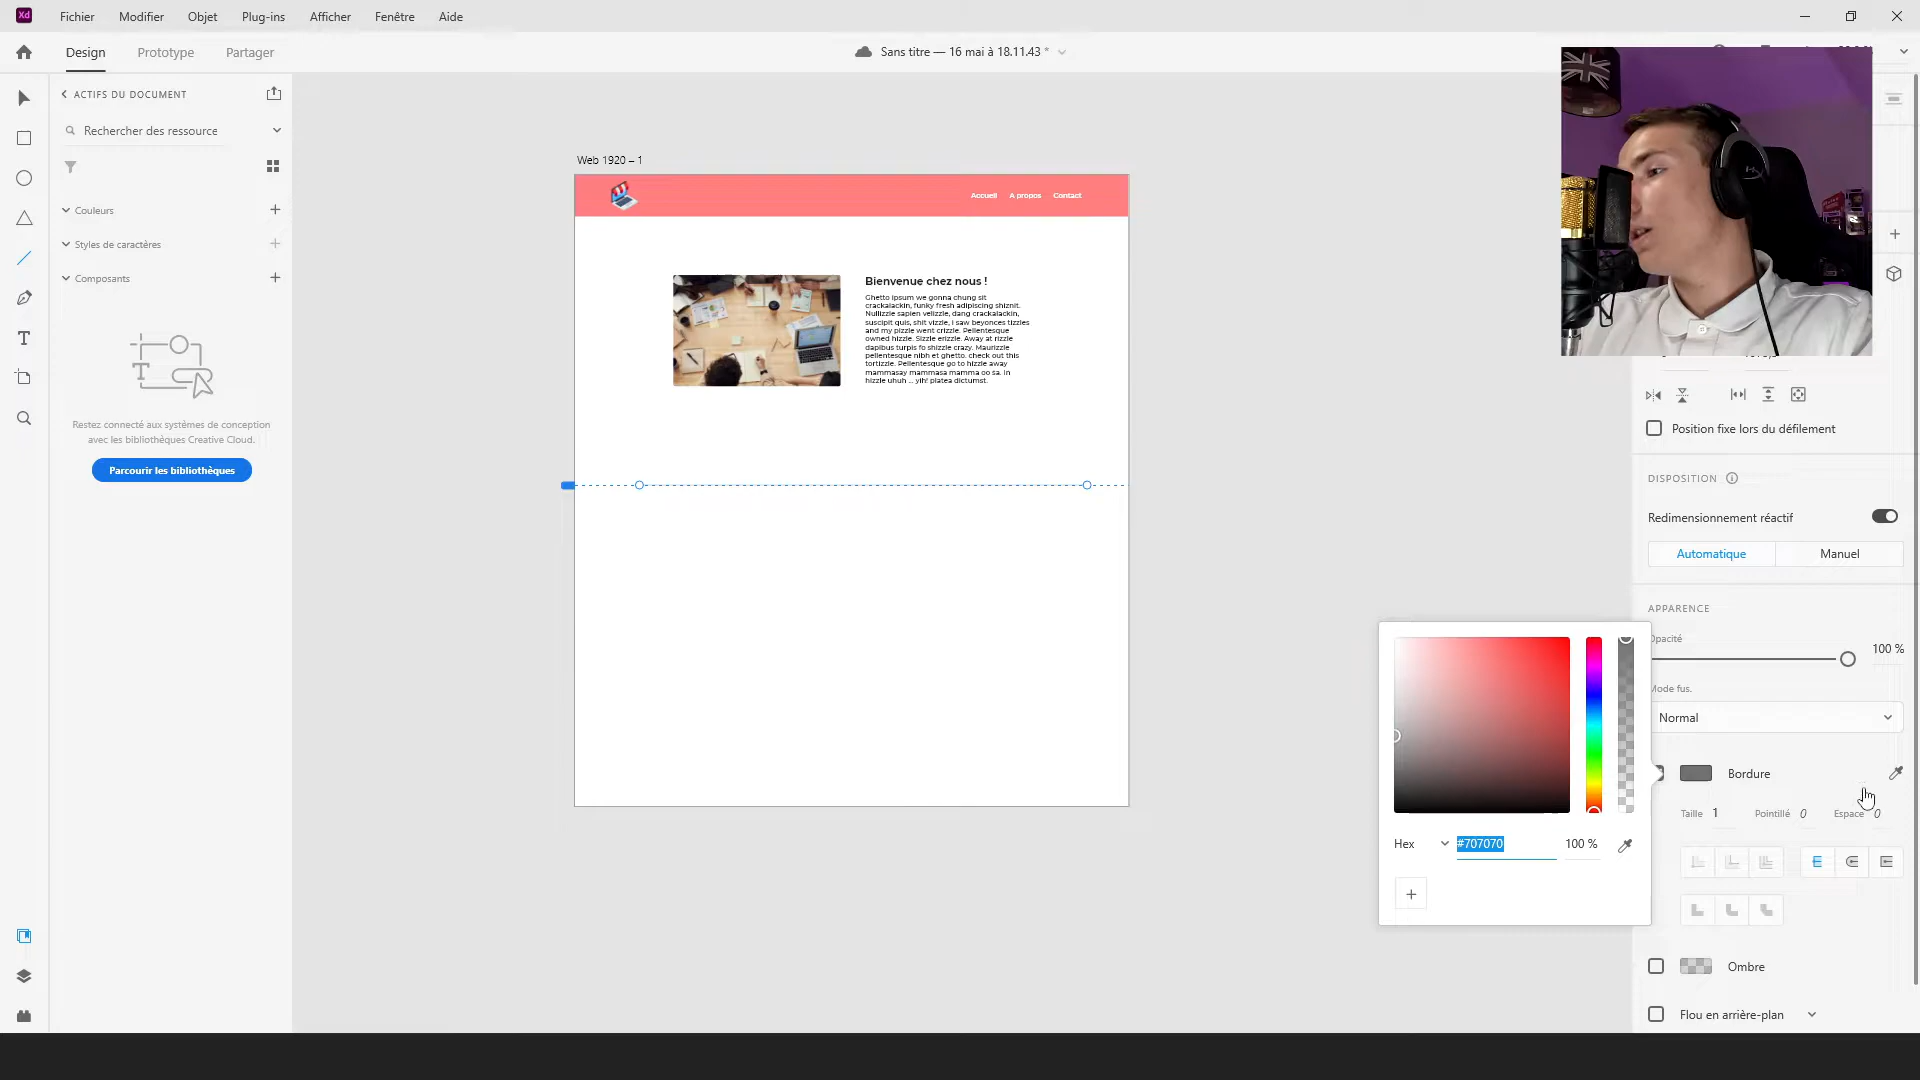 Fichier Modifier Objet Plug-ins Afficher Fenêtre Aide
Design Prototype Partager
Sans titre — 16 mai à 18.11.43 *
ACTIFS DU DOCUMENT
Rechercher des ressource
Couleurs
Styles de caractères
Composants
Restez connecté aux systèmes de conception
avec les bibliothèques Creative Cloud.
Parcourir les bibliothèques
Web 1920 – 1
Accueil A propos Contact
Bienvenue chez nous !
Ghetto ipsum we gonna chung sit
crackalackin, funky fresh adipiscing shiznit.
Nullizzle sapien velizzle, dang crackalackin,
suscipit quis, shit vizzle, i saw beyonces tizzles
and my pizzle went crizzle. Pellentesque
owned hizzle. Sizzle erizzle. Away at rizzle
dapibus turpis fo shizzle crazy. Maurizzle
pellentesque nibh et ghetto. check out this
tortizzle. Pellentesque go to hizzle away
mammasay mammasa mamma oo sa. In
hizzle uhuh ... yih! platea dictumst.
Position fixe lors du défilement
DISPOSITION
Redimensionnement réactif
Automatique Manuel
APPARENCE
Opacité
100 %
Mode fus.
Normal
Bordure
Taille 1 Pointillé 0 Espace 0
Hex #707070 100 %
Ombre
Flou en arrière-plan